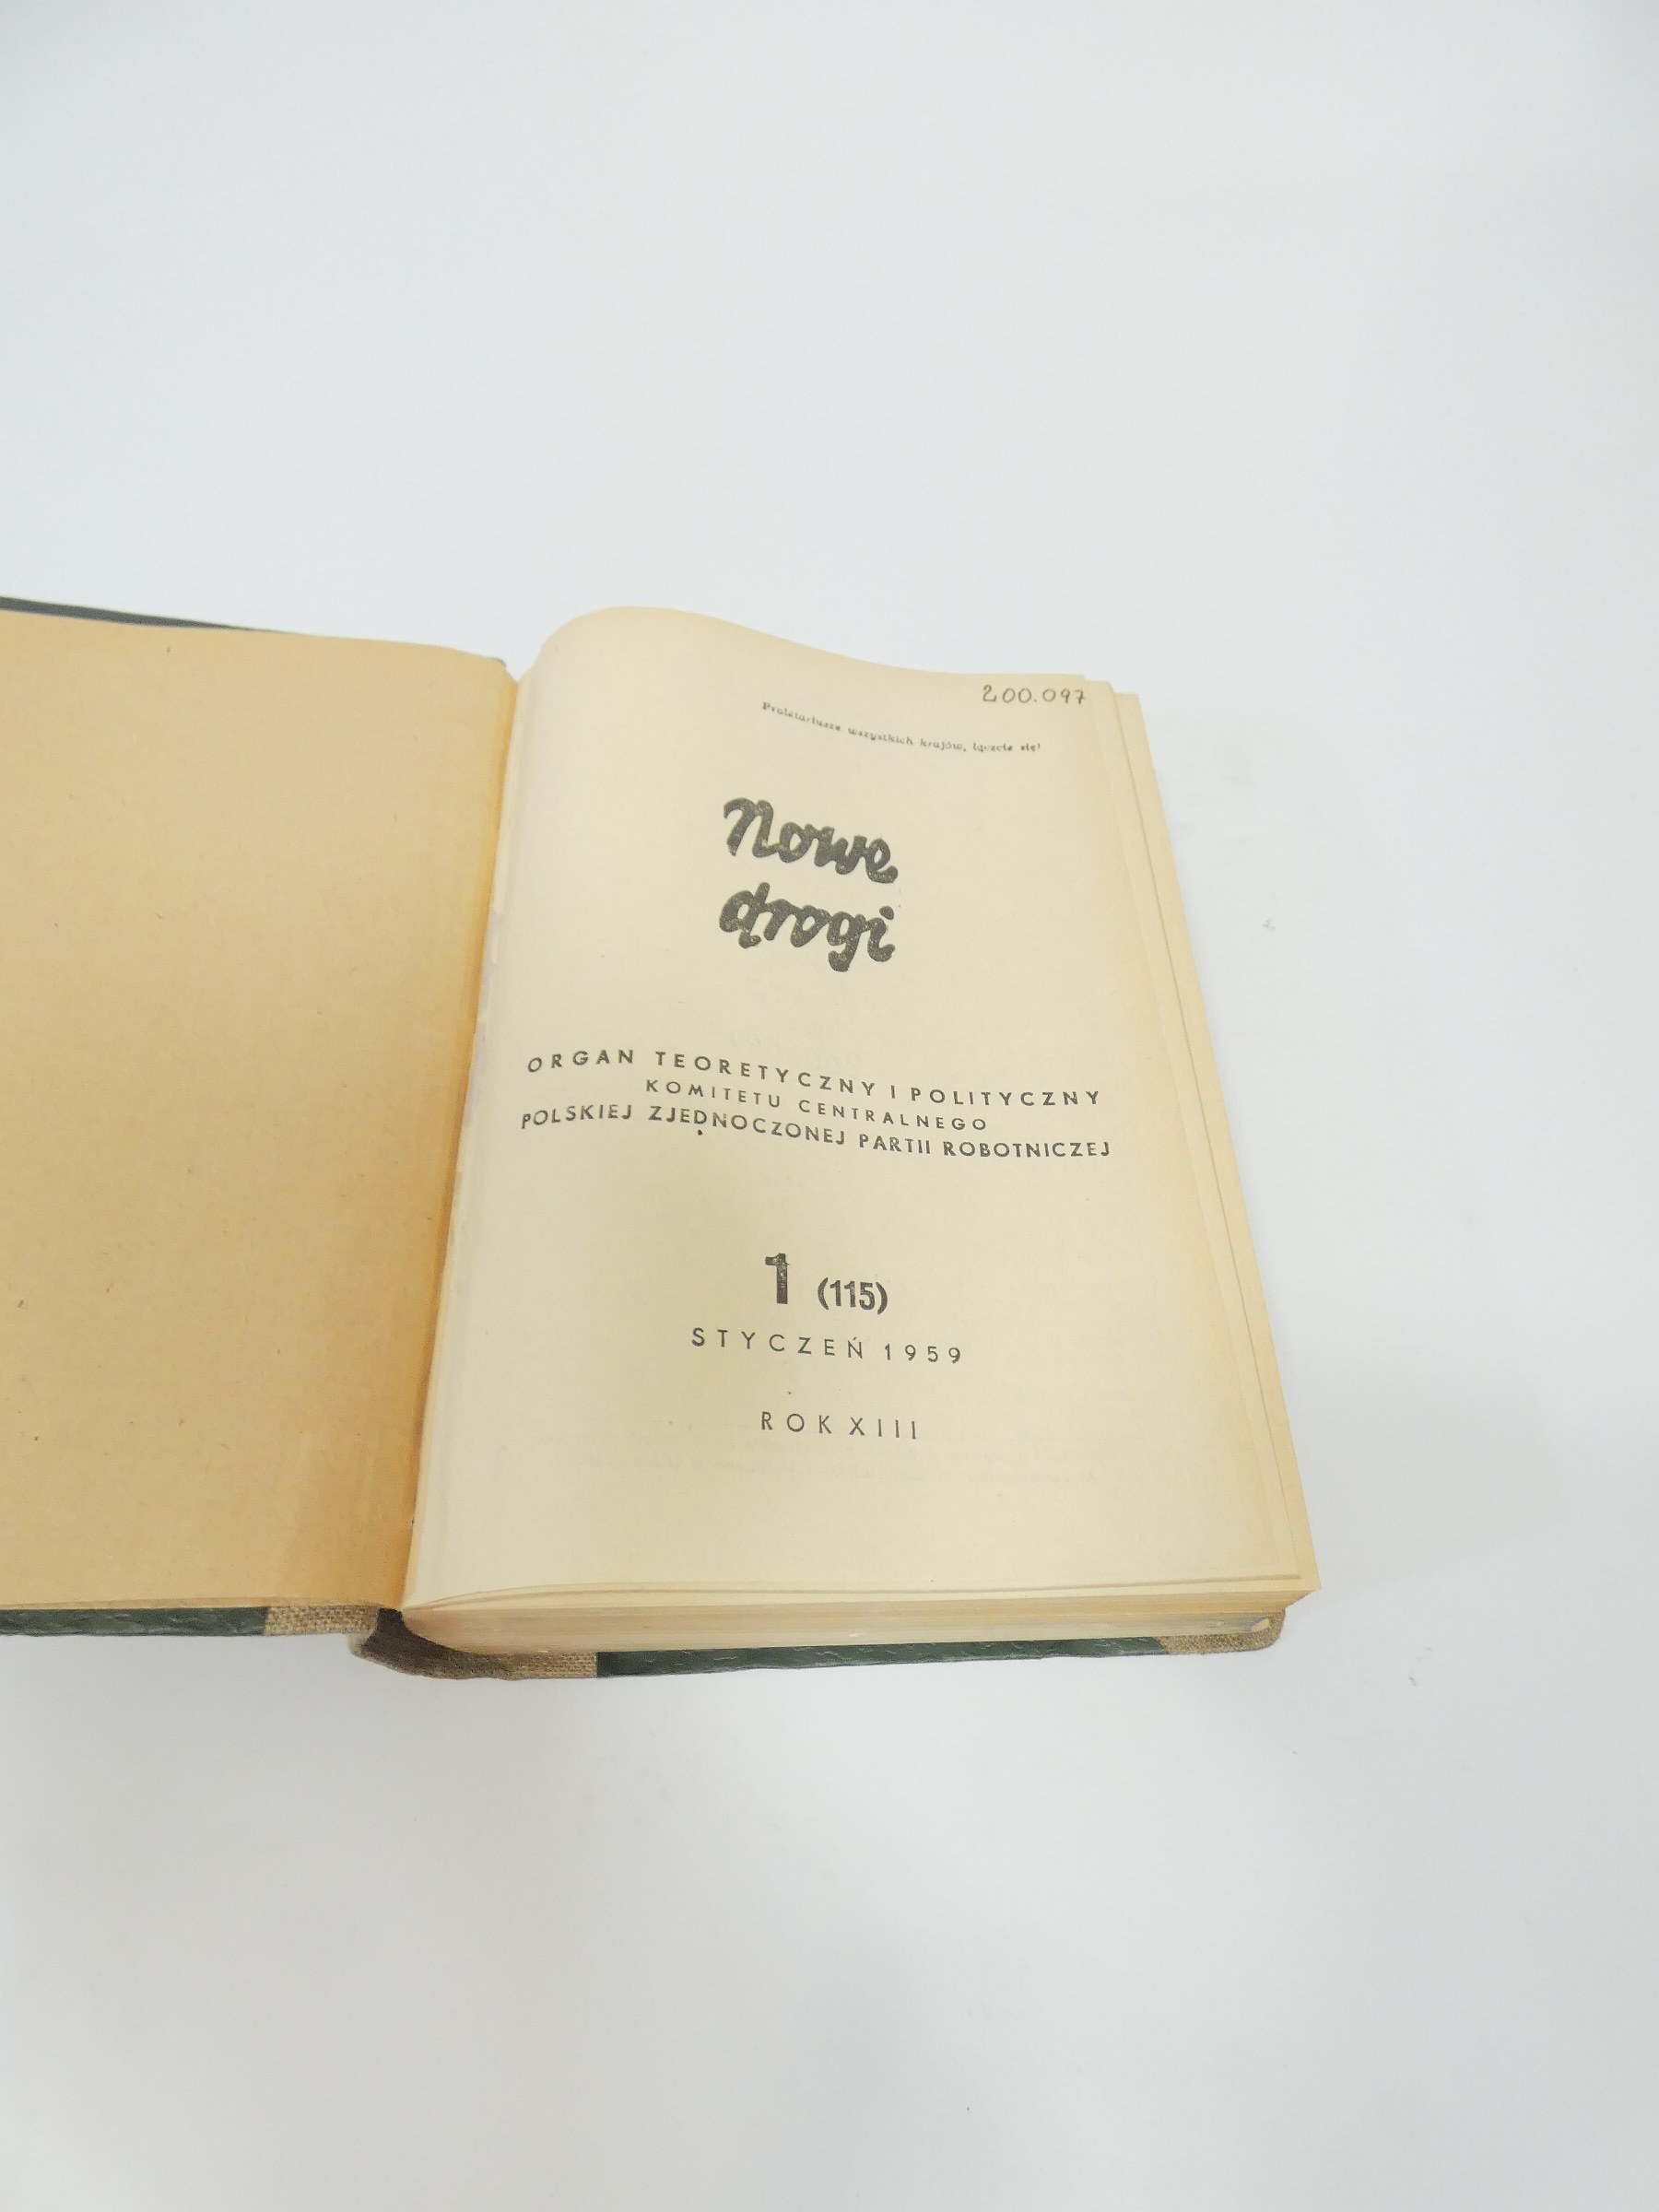 200.097
Proletariusze wszystkich krajów, łączcie się!
Nowe
drogi
ORGAN TEORETYCZNY I POLITYCZNY
KOMITETU CENTRALNEGO
POLSKIEJ ZJEDNOCZONEJ PARTII ROBOTNICZEJ
1 (115)
STYCZEŃ 1959
ROK XIII